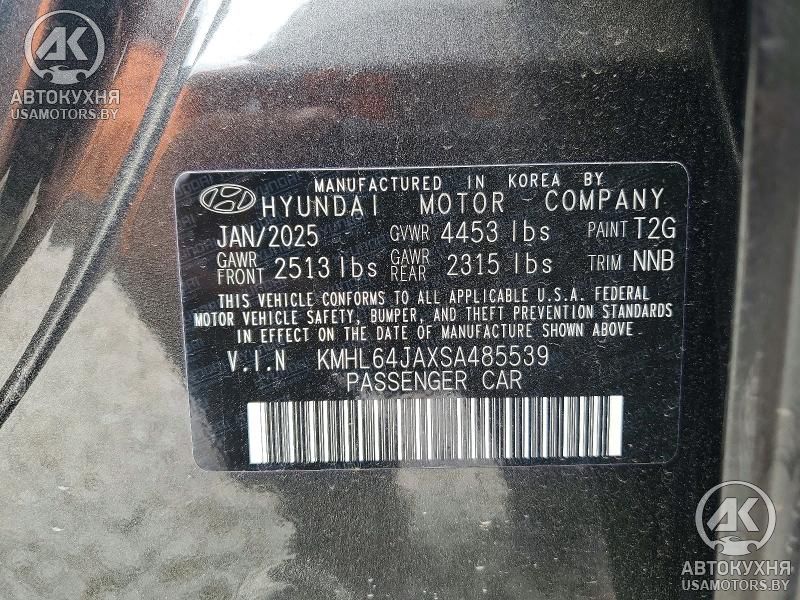 AK
АВТОКУХНЯ
USAMOTORS.BY
MANUFACTURED IN KOREA BY
HYUNDAI MOTOR COMPANY
JAN/2025 GVWR 4453 lbs PAINT T2G
GAWR FRONT 2513 lbs GAWR REAR 2315 lbs TRIM NNB
THIS VEHICLE CONFORMS TO ALL APPLICABLE U.S.A. FEDERAL
MOTOR VEHICLE SAFETY, BUMPER, AND THEFT PREVENTION STANDARDS
IN EFFECT ON THE DATE OF MANUFACTURE SHOWN ABOVE
V.I.N KMHL64JAXSA485539
PASSENGER CAR
AK
АВТОКУХНЯ
USAMOTORS.BY